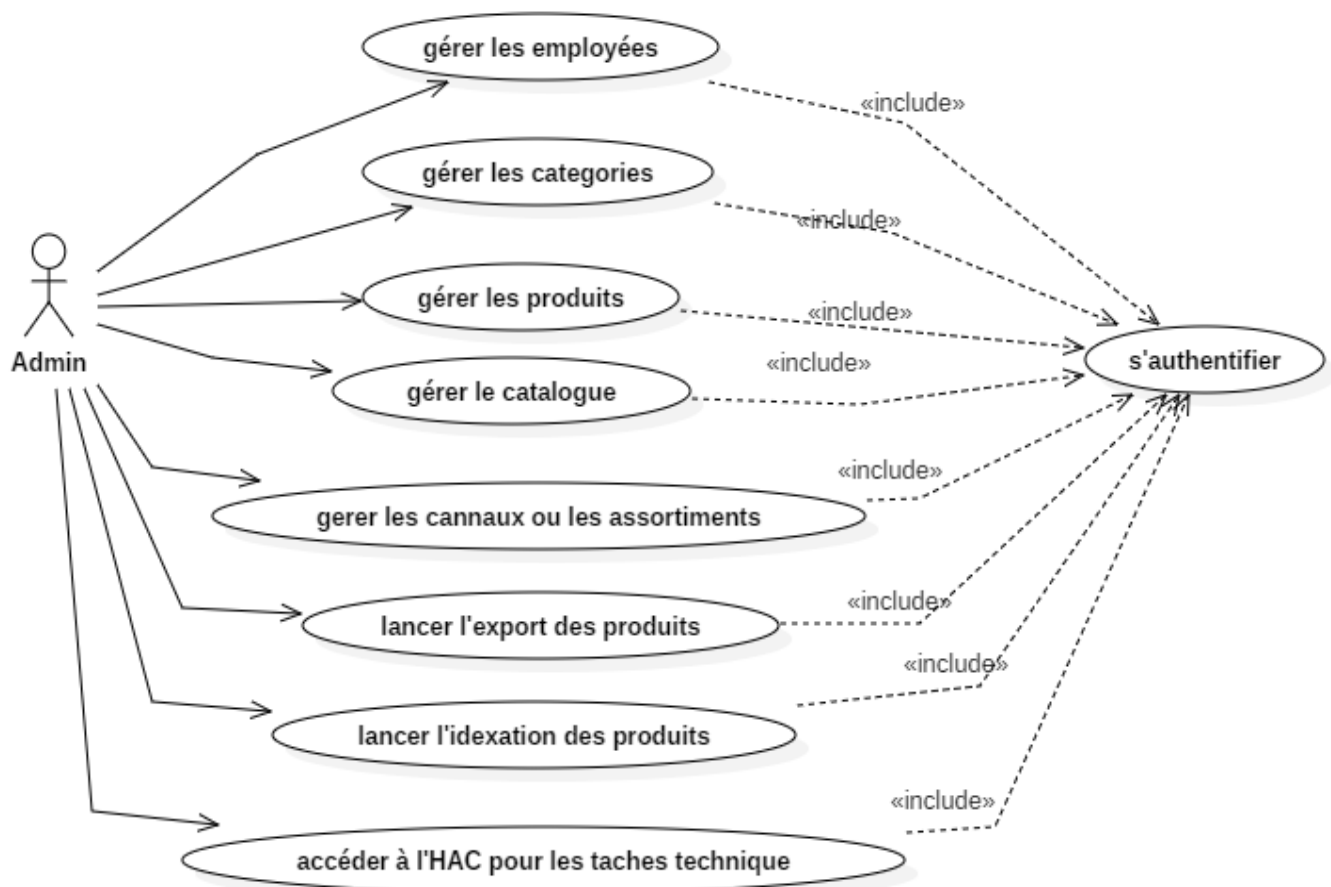 gérer les employées
«include»
gérer les categories
«include»
gérer les produits
«include»
Admin
s'authentifier
gérer le catalogue
«include»
«include»
gerer les cannaux ou les assortiments
«include»
lancer l'export des produits
«include»
lancer l'idexation des produits
«include»
accéder à l'HAC pour les taches technique